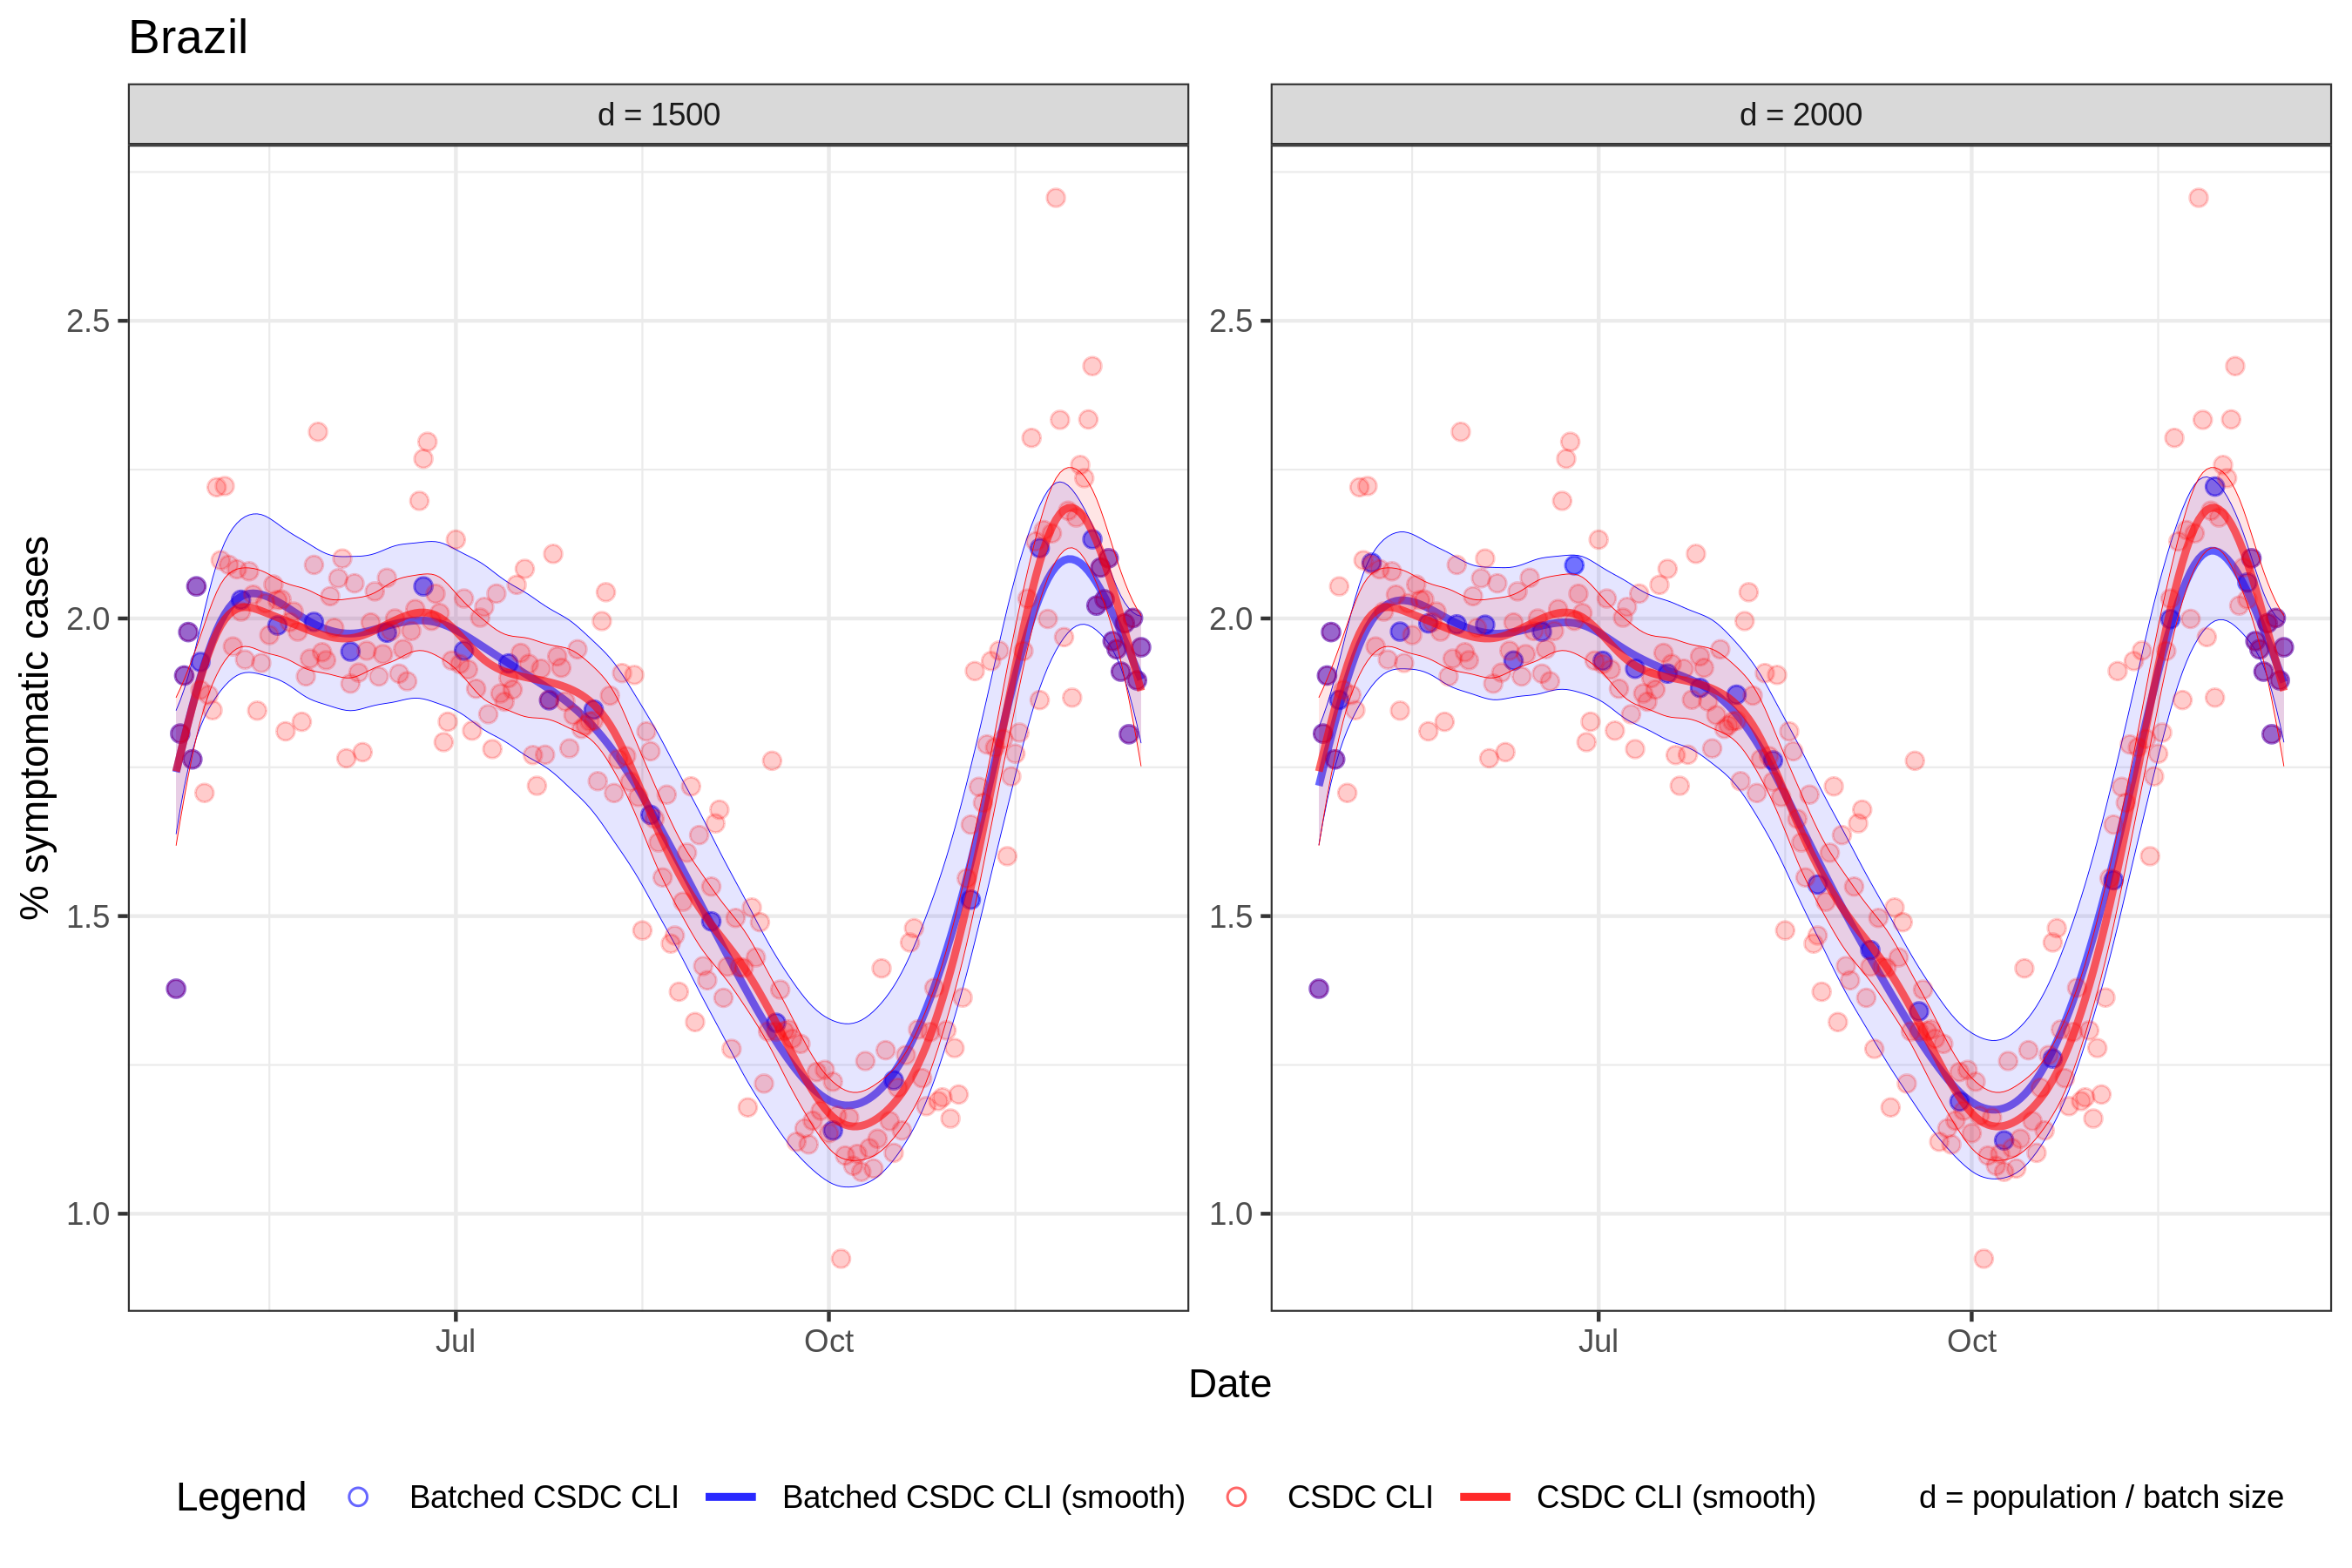 Brazil
d = 1500
d = 2000
% symptomatic cases
2.5
2.0
1.5
1.0
2.5
2.0
1.5
1.0
Jul
Oct
Jul
Oct
Date
Legend
Batched CSDC CLI
Batched CSDC CLI (smooth)
CSDC CLI
CSDC CLI (smooth)
d = population / batch size